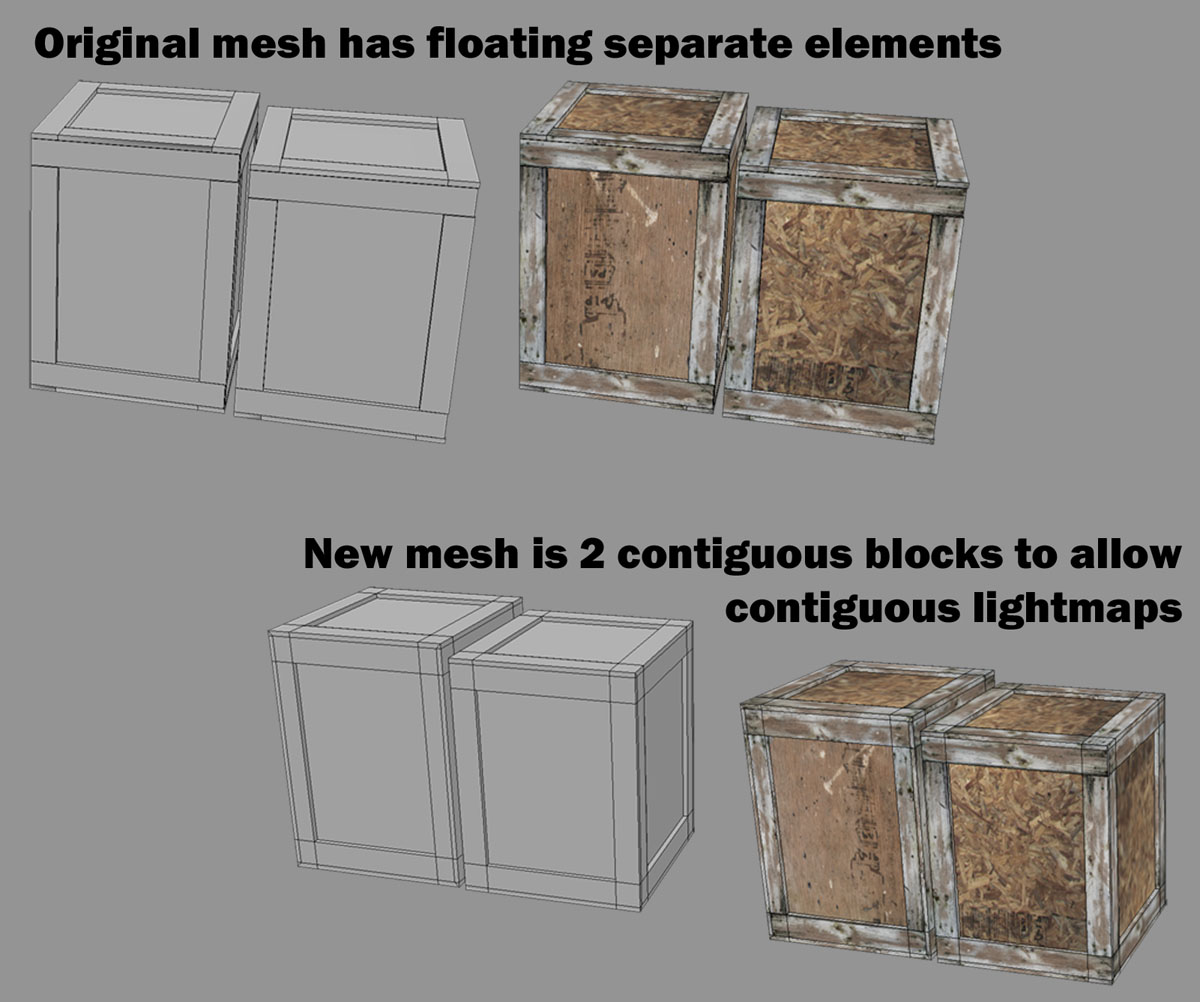 Original mesh has floating separate elements
New mesh is 2 contiguous blocks to allow
contiguous lightmaps